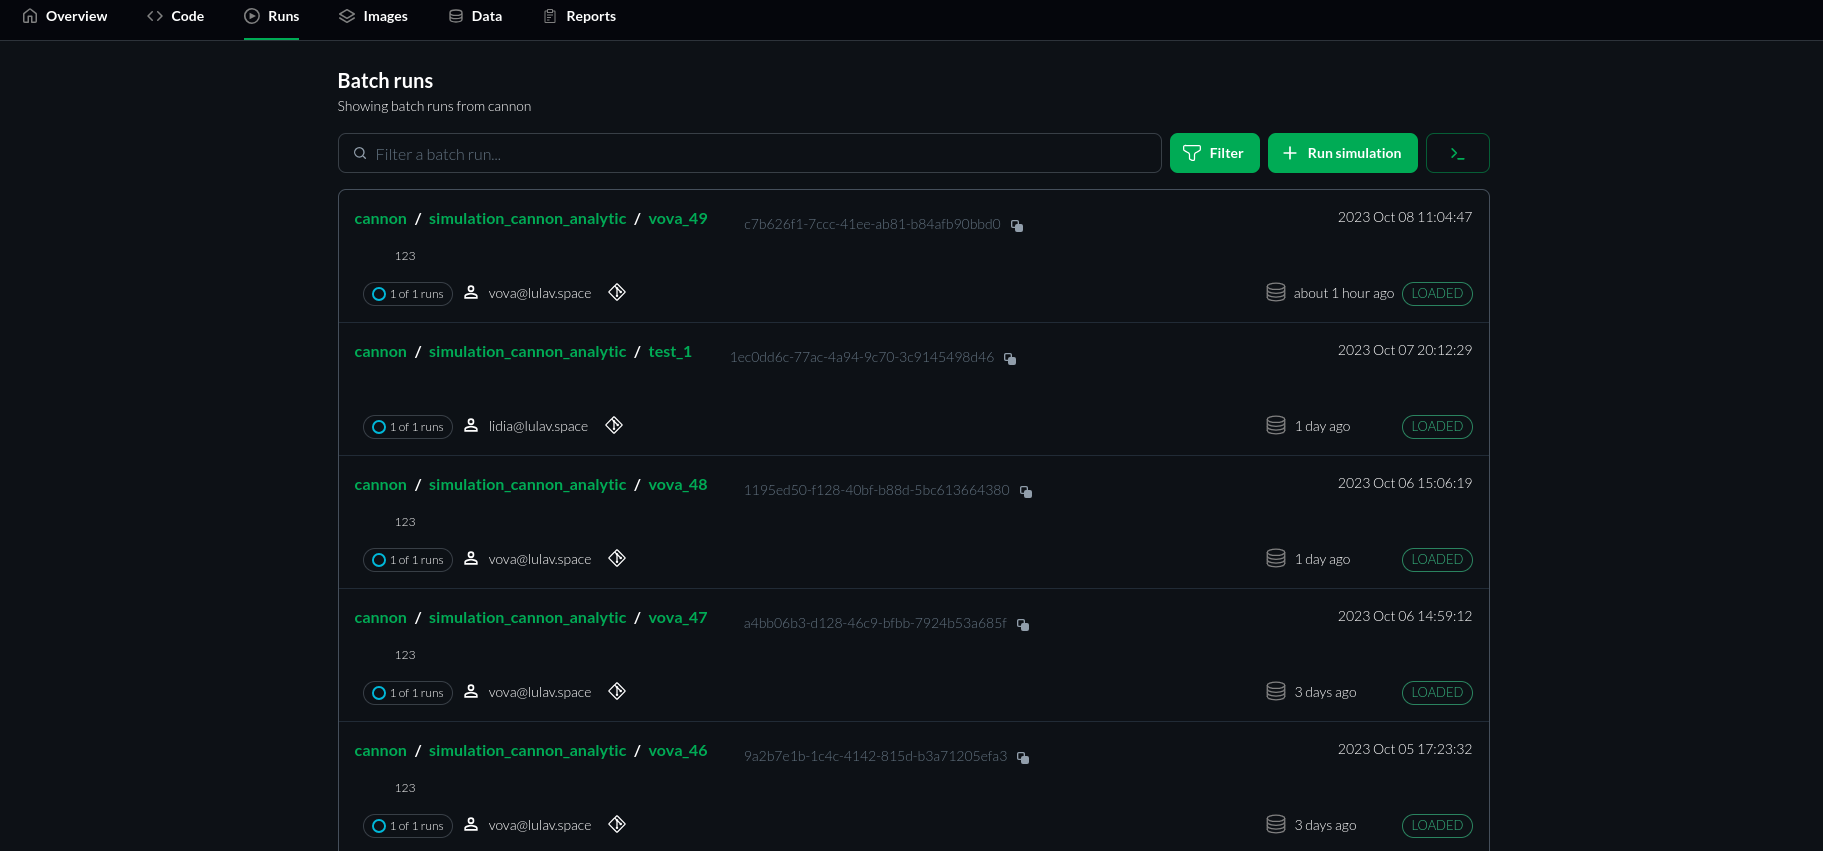 Overview Code Runs Images Data Reports
Batch runs
Showing batch runs from cannon
Filter a batch run... Filter Run simulation
cannon / simulation_cannon_analytic / vova_49 c7b626f1-7ccc-41ee-ab81-b84afb90bbd0 2023 Oct 08 11:04:47
123
1 of 1 runs vova@lulav.space about 1 hour ago LOADED
cannon / simulation_cannon_analytic / test_1 1ec0dd6c-77ac-4a94-9c70-3c9145498d46 2023 Oct 07 20:12:29
1 of 1 runs lidia@lulav.space 1 day ago LOADED
cannon / simulation_cannon_analytic / vova_48 1195ed50-f128-40bf-b88d-5bc613664380 2023 Oct 06 15:06:19
123
1 of 1 runs vova@lulav.space 1 day ago LOADED
cannon / simulation_cannon_analytic / vova_47 a4bb06b3-d128-46c9-bfbb-7924b53a685f 2023 Oct 06 14:59:12
123
1 of 1 runs vova@lulav.space 3 days ago LOADED
cannon / simulation_cannon_analytic / vova_46 9a2b7e1b-1c4c-4142-815d-b3a71205efa3 2023 Oct 05 17:23:32
123
1 of 1 runs vova@lulav.space 3 days ago LOADED